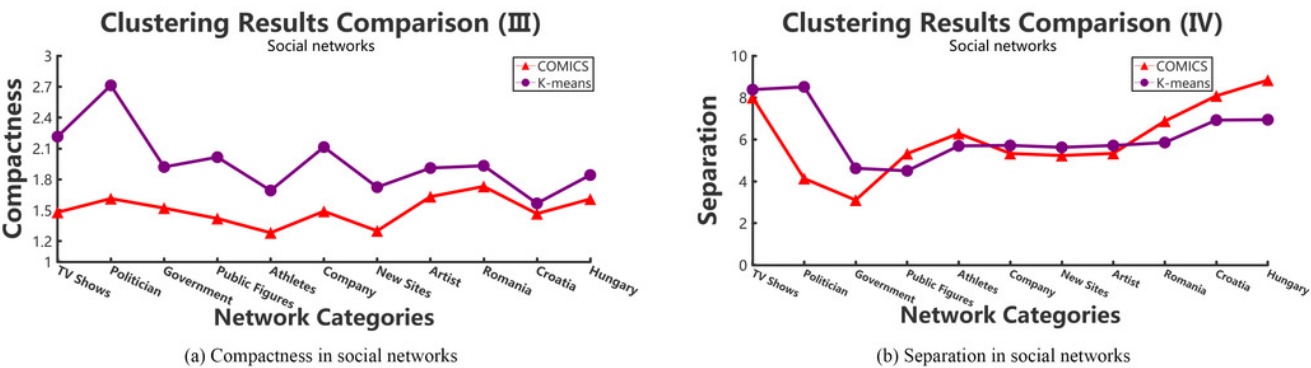 Clustering Results Comparison (Ⅲ)
Social networks
COMICS
K-means
3
2.7
2.4
2.1
1.8
1.5
1.2
1
Compactness
TV Shows
Politician
Government
Public Figures
Athletes
Company
New Sites
Artist
Romania
Croatia
Hungary
Network Categories
(a) Compactness in social networks
Clustering Results Comparison (Ⅳ)
Social networks
COMICS
K-means
10
8
6
4
2
0
Separation
TV Shows
Politician
Government
Public Figures
Athletes
Company
New Sites
Artist
Romania
Croatia
Hungary
Network Categories
(b) Separation in social networks